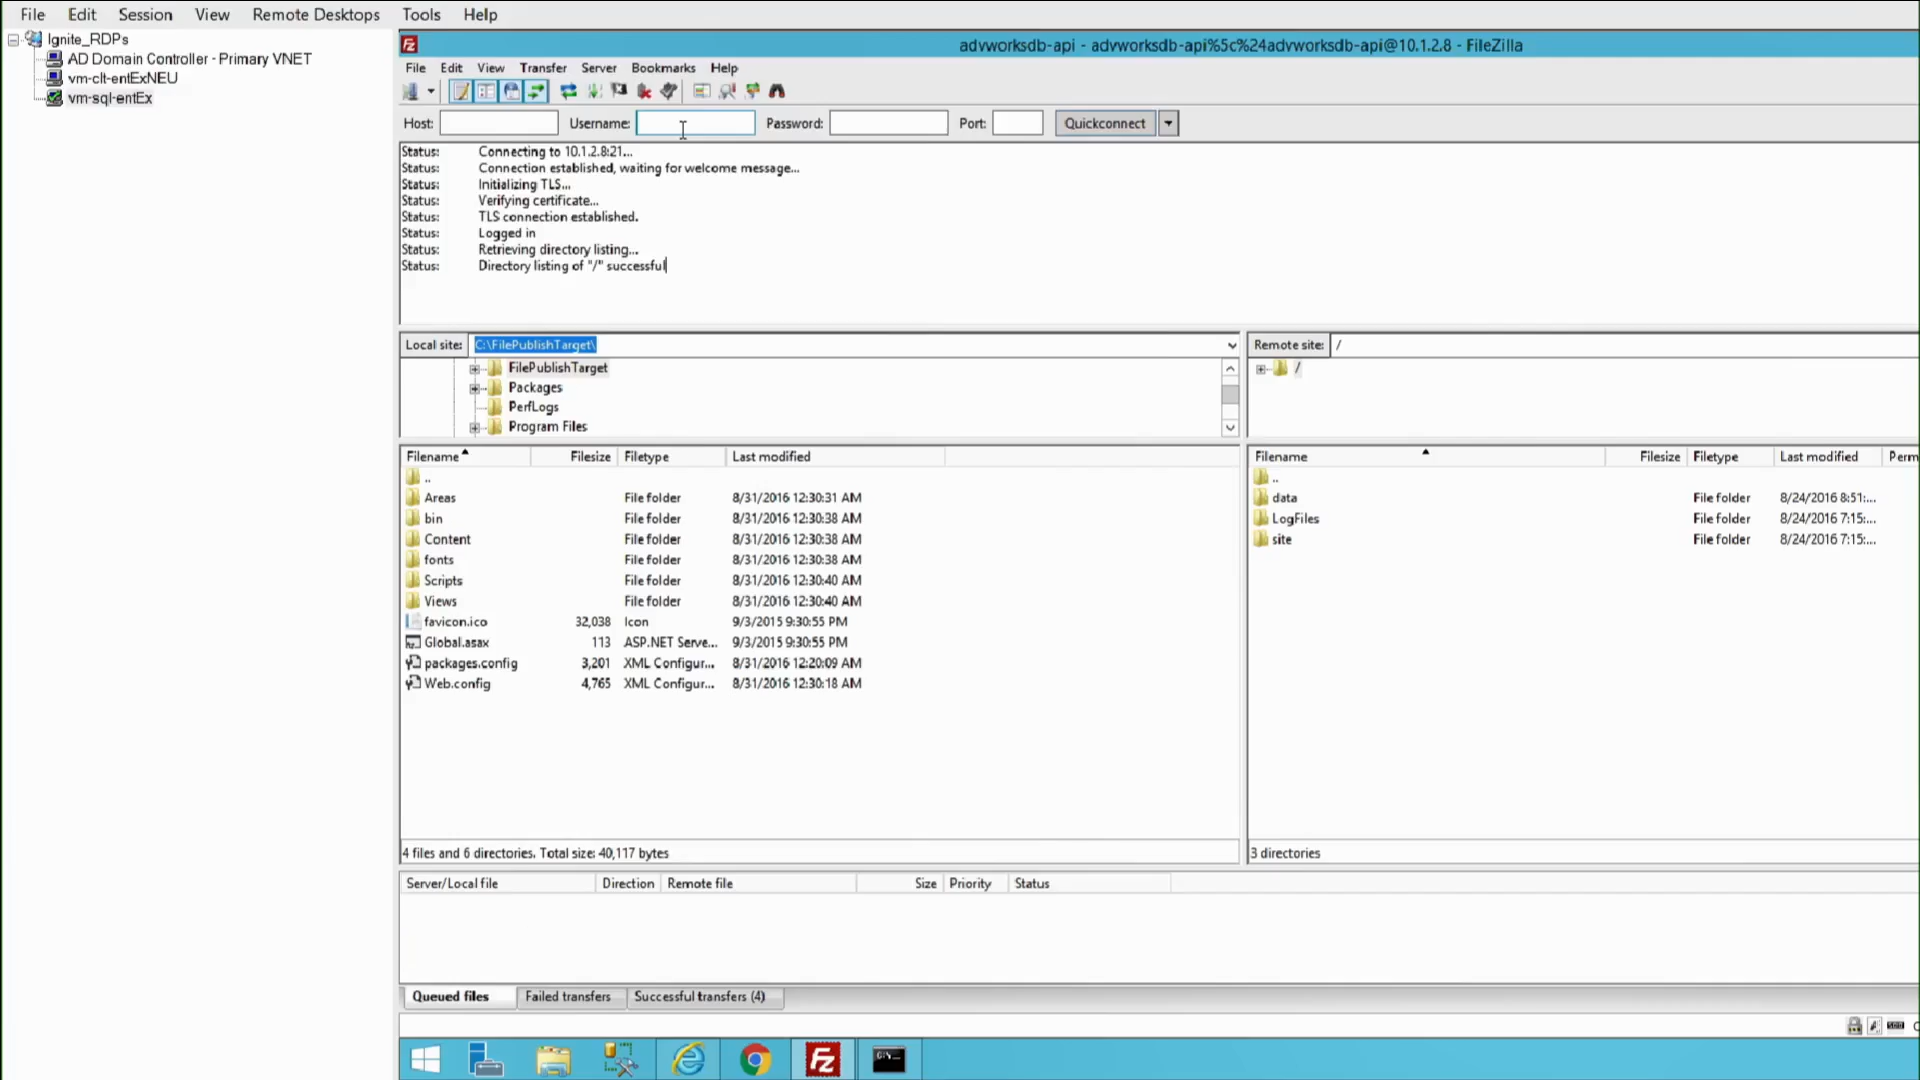 File Edit Session View Remote Desktops Tools Help
Ignite_RDPs
AD Domain Controller - Primary VNET
vm-clt-entExNEU
vm-sql-entEx
advworksdb-api - advworksdb-api%5c%24advworksdb-api@10.1.2.8 - FileZilla
File Edit View Transfer Server Bookmarks Help
Host: Username: Password: Port: Quickconnect
Status: Connecting to 10.1.2.8:21...
Status: Connection established, waiting for welcome message...
Status: Initializing TLS...
Status: Verifying certificate...
Status: TLS connection established.
Status: Logged in
Status: Retrieving directory listing...
Status: Directory listing of "/" successful
Local site: C:\FilePublishTarget\
FilePublishTarget
Packages
PerfLogs
Program Files
Remote site: /
/
Filename Filesize Filetype Last modified
..
Areas File folder 8/31/2016 12:30:31 AM
bin File folder 8/31/2016 12:30:38 AM
Content File folder 8/31/2016 12:30:38 AM
fonts File folder 8/31/2016 12:30:38 AM
Scripts File folder 8/31/2016 12:30:40 AM
Views File folder 8/31/2016 12:30:40 AM
favicon.ico 32,038 Icon 9/3/2015 9:30:55 PM
Global.asax 113 ASP.NET Serve... 9/3/2015 9:30:55 PM
packages.config 3,201 XML Configur... 8/31/2016 12:20:09 AM
Web.config 4,765 XML Configur... 8/31/2016 12:30:18 AM
4 files and 6 directories. Total size: 40,117 bytes
Filename Filesize Filetype Last modified Perm
..
data File folder 8/24/2016 8:51:...
LogFiles File folder 8/24/2016 7:15:...
site File folder 8/24/2016 7:15:...
3 directories
Server/Local file Direction Remote file Size Priority Status
Queued files Failed transfers Successful transfers (4)